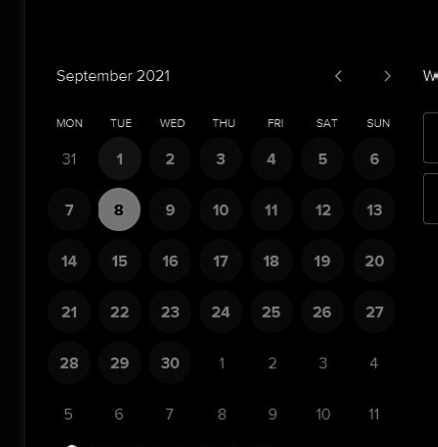 September 2021
W
MON TUE WED THU FRI SAT SUN
31 1 2 3 4 5 6
7 8 9 10 11 12 13
14 15 16 17 18 19 20
21 22 23 24 25 26 27
28 29 30 1 2 3 4
5 6 7 8 9 10 11